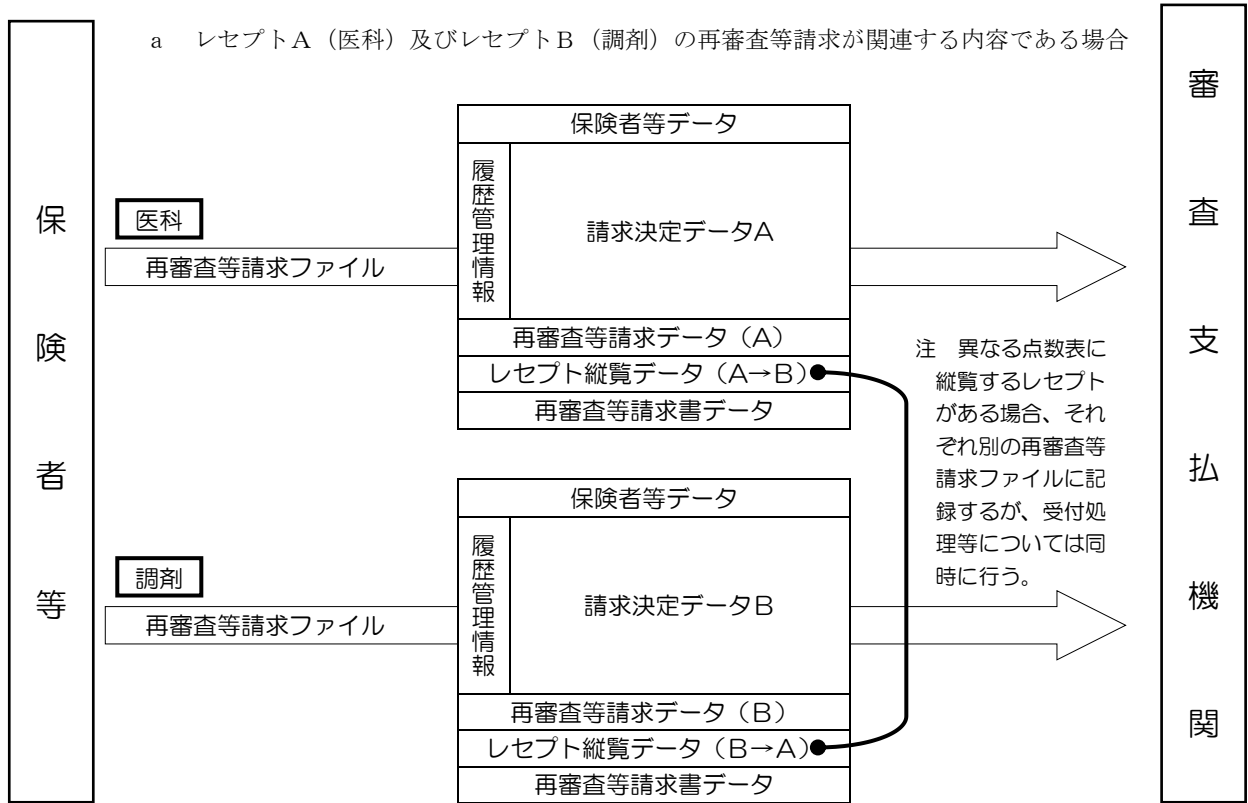 a　レセプトA（医科）及びレセプトB（調剤）の再審査等請求が関連する内容である場合
保険者等
審査支払機関
医科
再審査等請求ファイル
保険者等データ
履歴管理情報
請求決定データA
再審査等請求データ（A）
レセプト縦覧データ（A→B）
再審査等請求書データ
注　異なる点数表に
縦覧するレセプト
がある場合、それ
ぞれ別の再審査等
請求ファイルに記
録するが、受付処
理等については同
時に行う。
調剤
再審査等請求ファイル
保険者等データ
履歴管理情報
請求決定データB
再審査等請求データ（B）
レセプト縦覧データ（B→A）
再審査等請求書データ